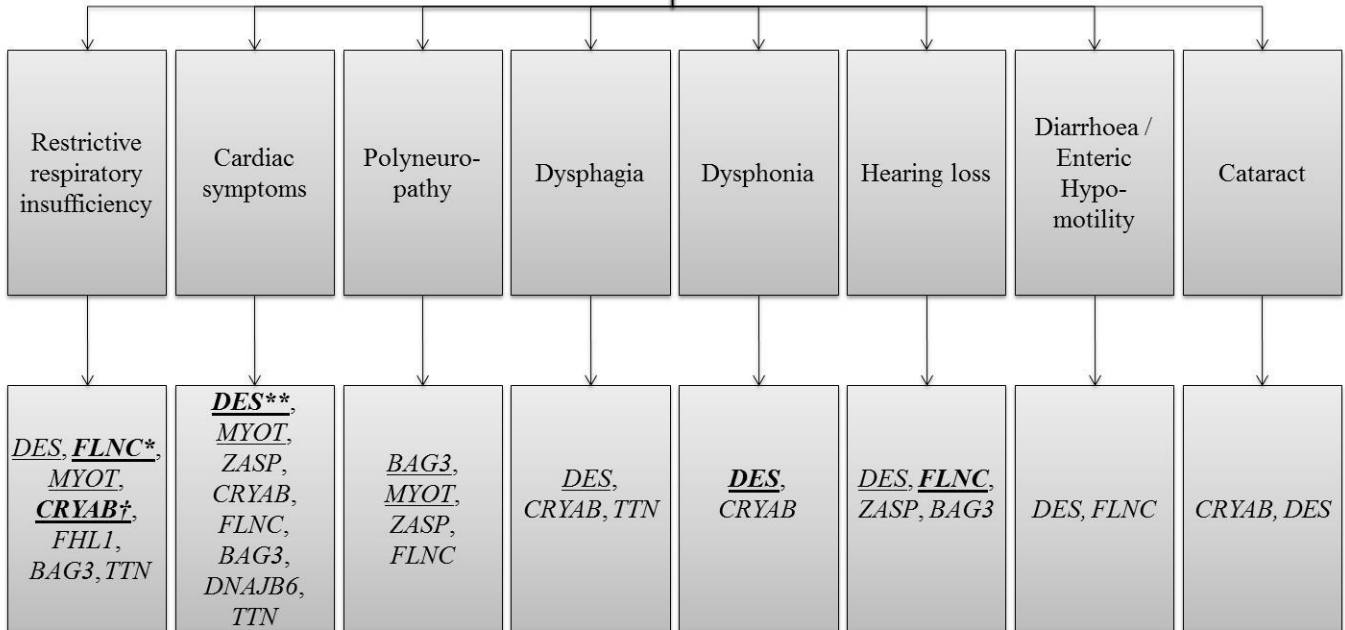 Restrictive
respiratory
insufficiency
Cardiac
symptoms
Polyneuro-
pathy
Dysphagia
Dysphonia
Hearing loss
Diarrhoea /
Enteric
Hypo-
motility
Cataract
DES, FLNC*,
MYOT,
CRYAB†,
FHL1,
BAG3, TTN
DES**,
MYOT,
ZASP,
CRYAB,
FLNC,
BAG3,
DNAJB6,
TTN
BAG3,
MYOT,
ZASP,
FLNC
DES,
CRYAB, TTN
DES,
CRYAB
DES, FLNC,
ZASP, BAG3
DES, FLNC
CRYAB, DES